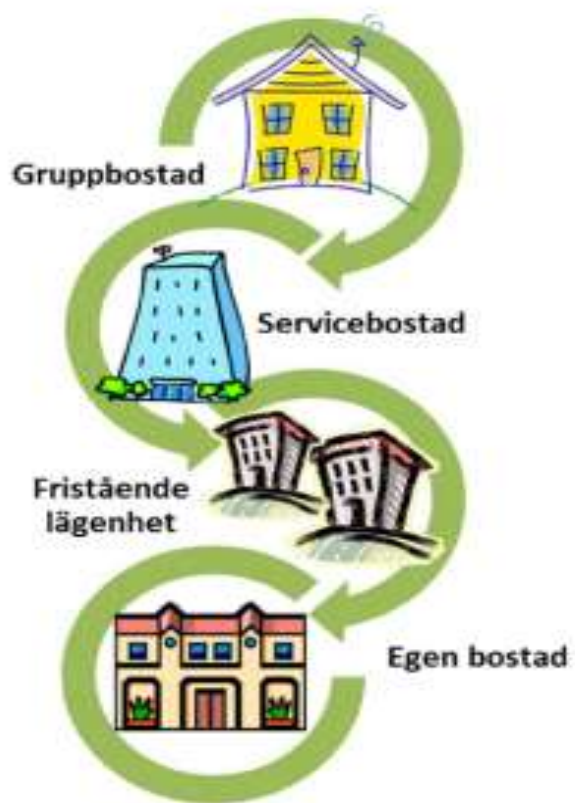 Gruppbostad
Servicebostad
Fristående
lägenhet
Egen bostad